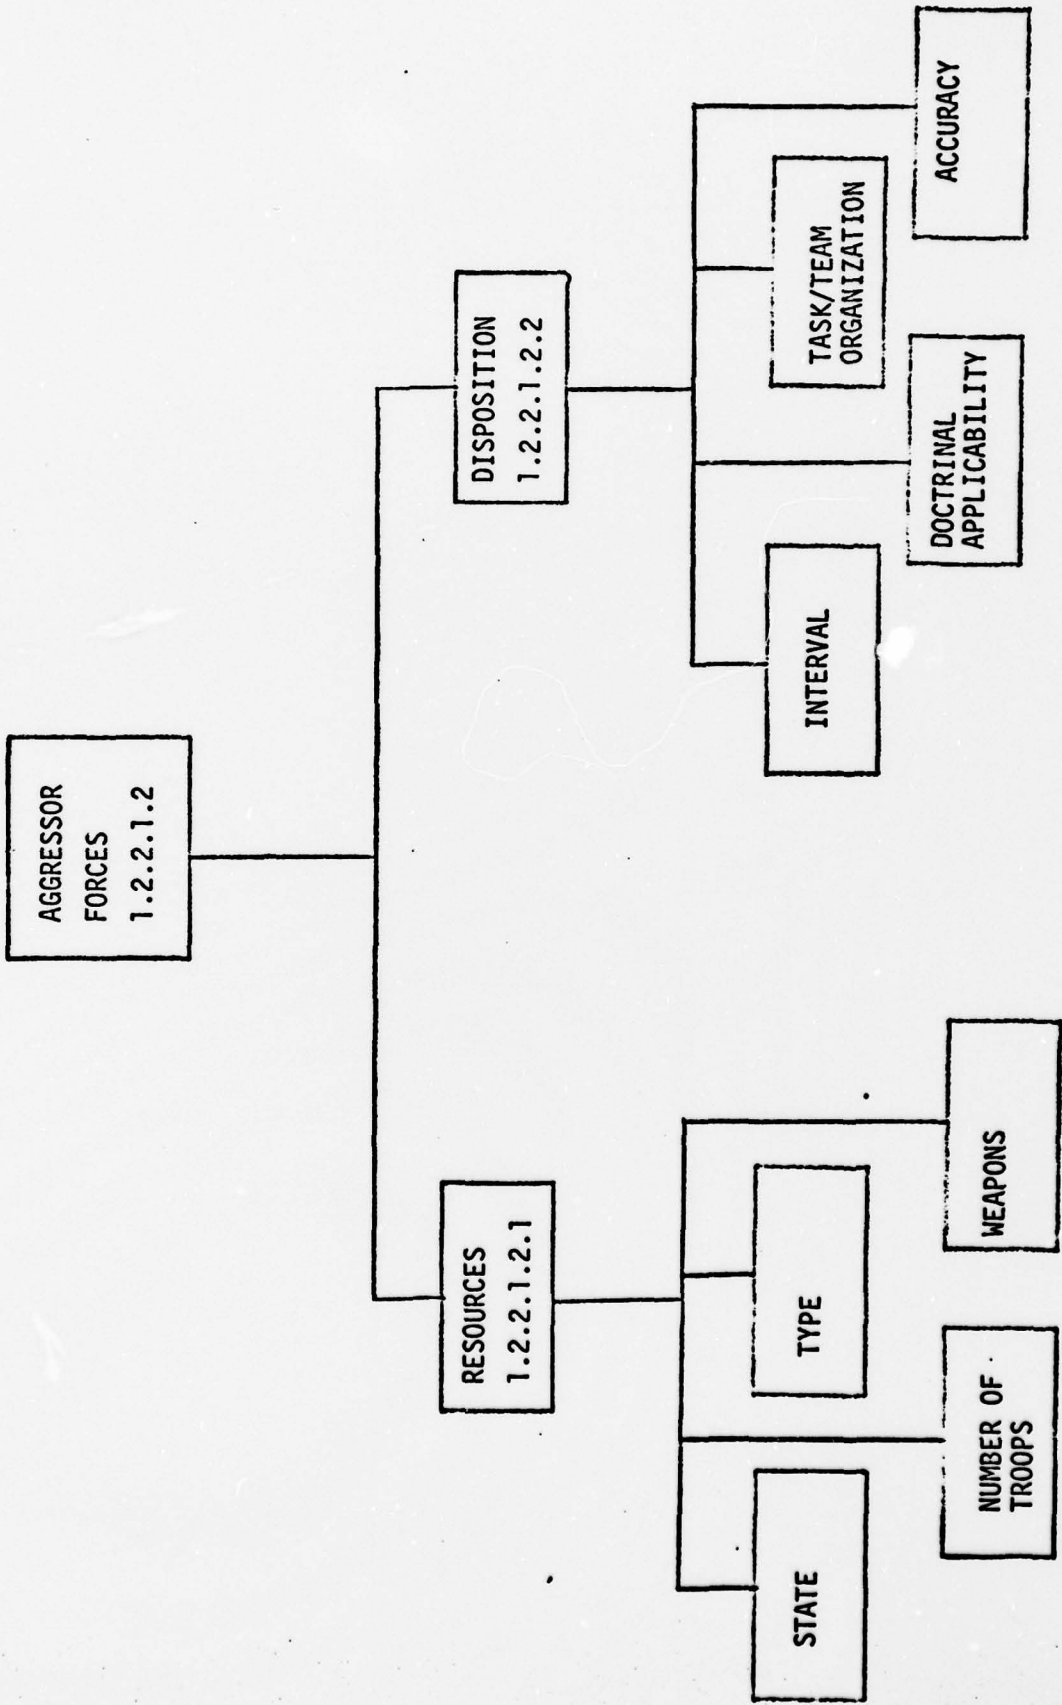 AGGRESSOR
FORCES
1.2.2.1.2
RESOURCES
1.2.2.1.2.1
DISPOSITION
1.2.2.1.2.2
STATE
NUMBER OF
TROOPS
TYPE
WEAPONS
INTERVAL
DOCTRINAL
APPLICABILITY
TASK/TEAM
ORGANIZATION
ACCURACY